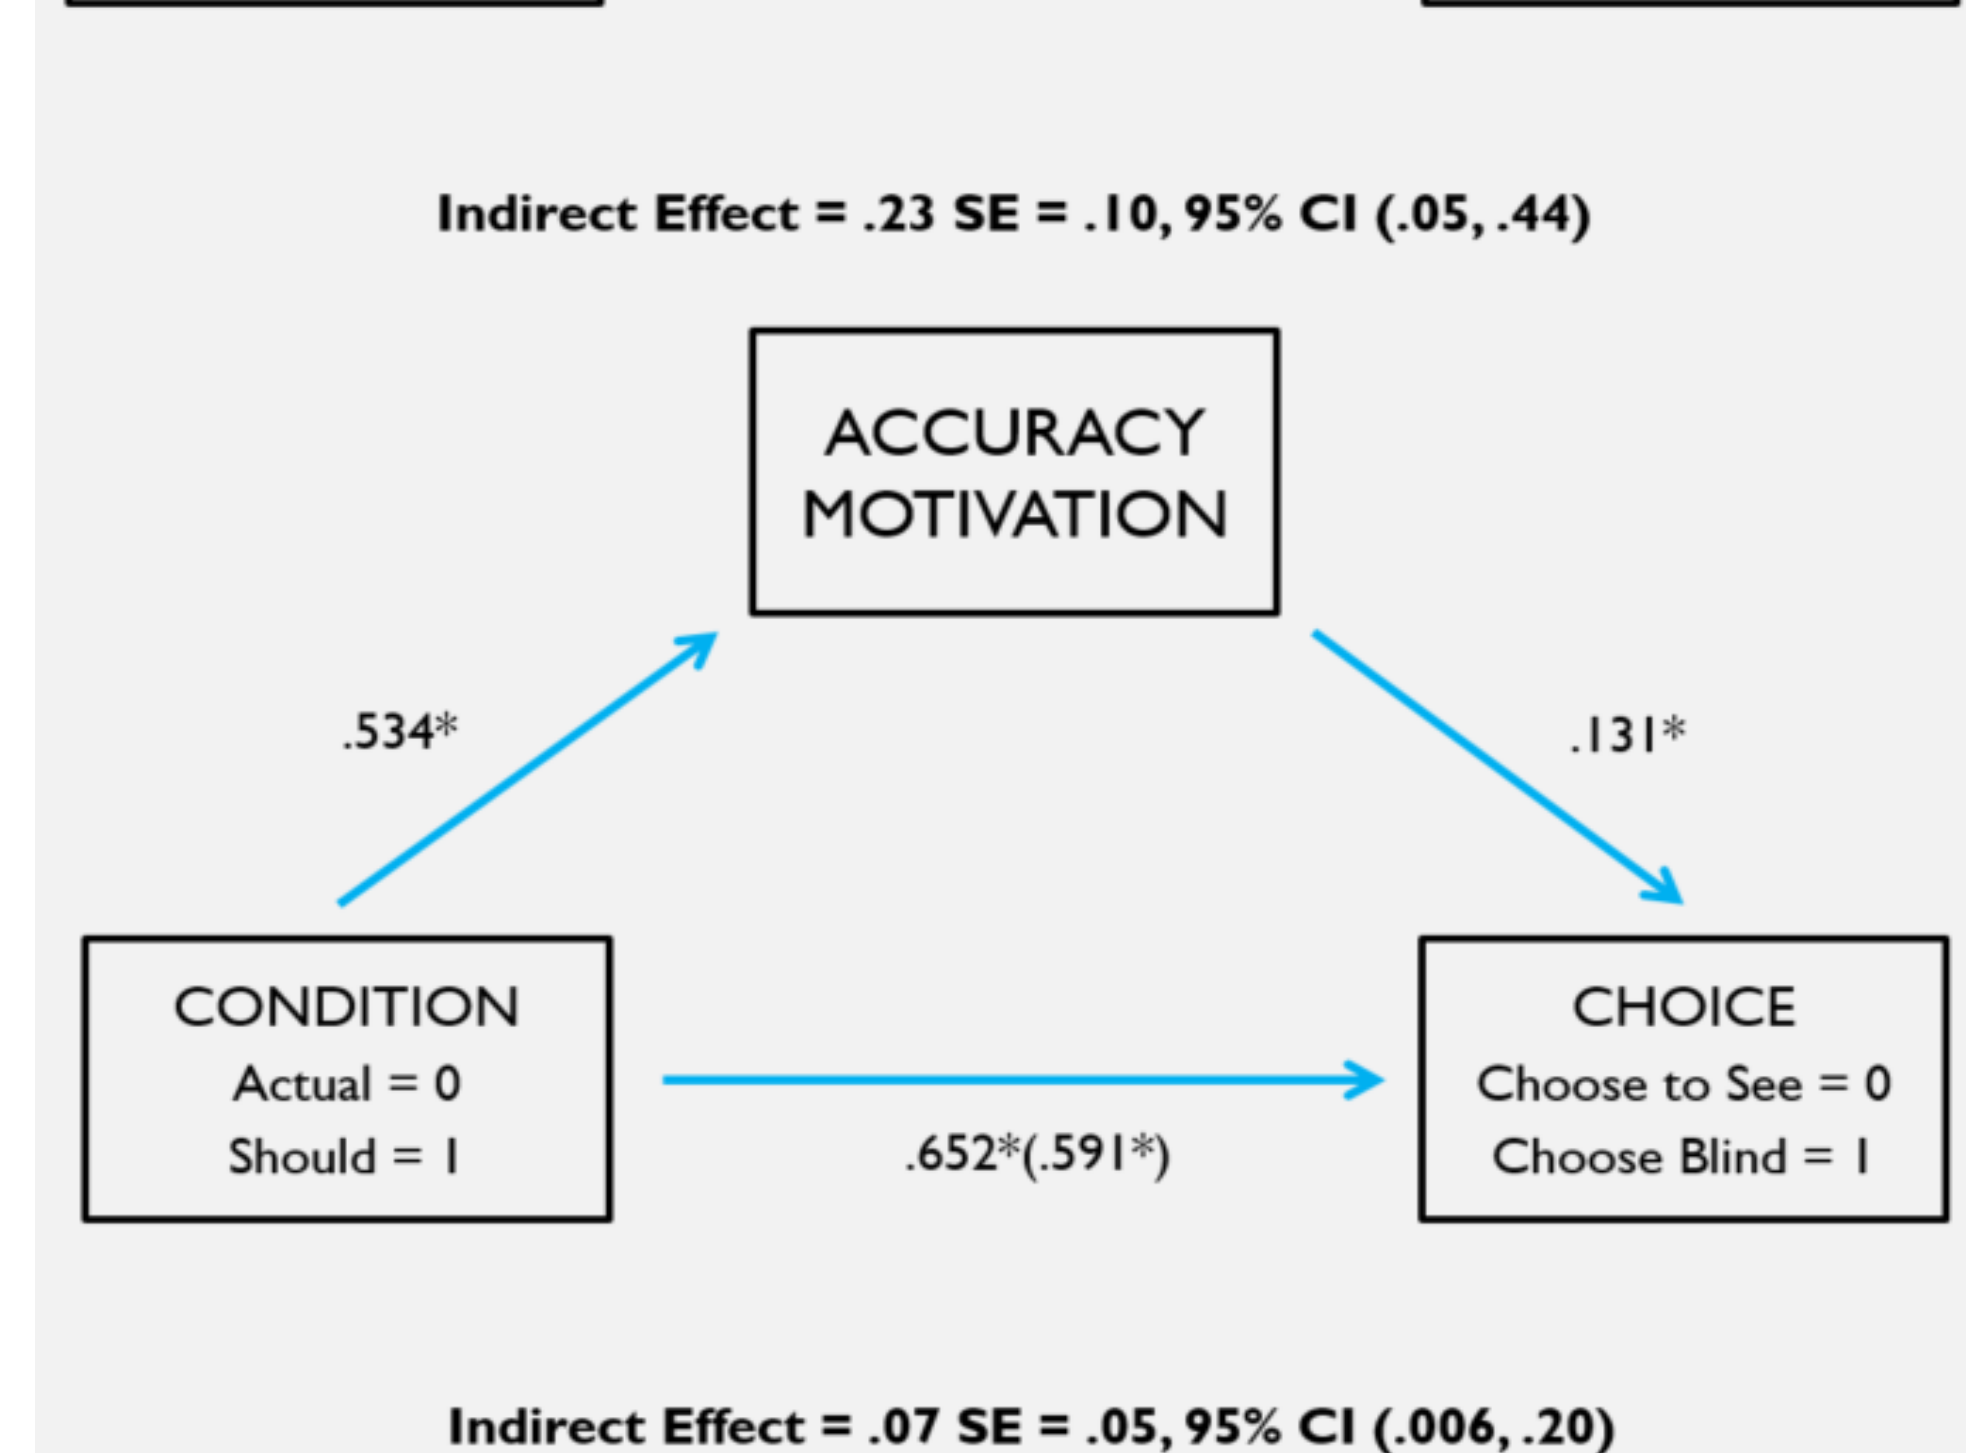 Indirect Effect = .23 SE = .10, 95% CI (.05, .44)
ACCURACY
MOTIVATION
.534*
.131*
CONDITION
Actual = 0
Should = 1
.652*(.591*)
CHOICE
Choose to See = 0
Choose Blind = 1
Indirect Effect = .07 SE = .05, 95% CI (.006, .20)